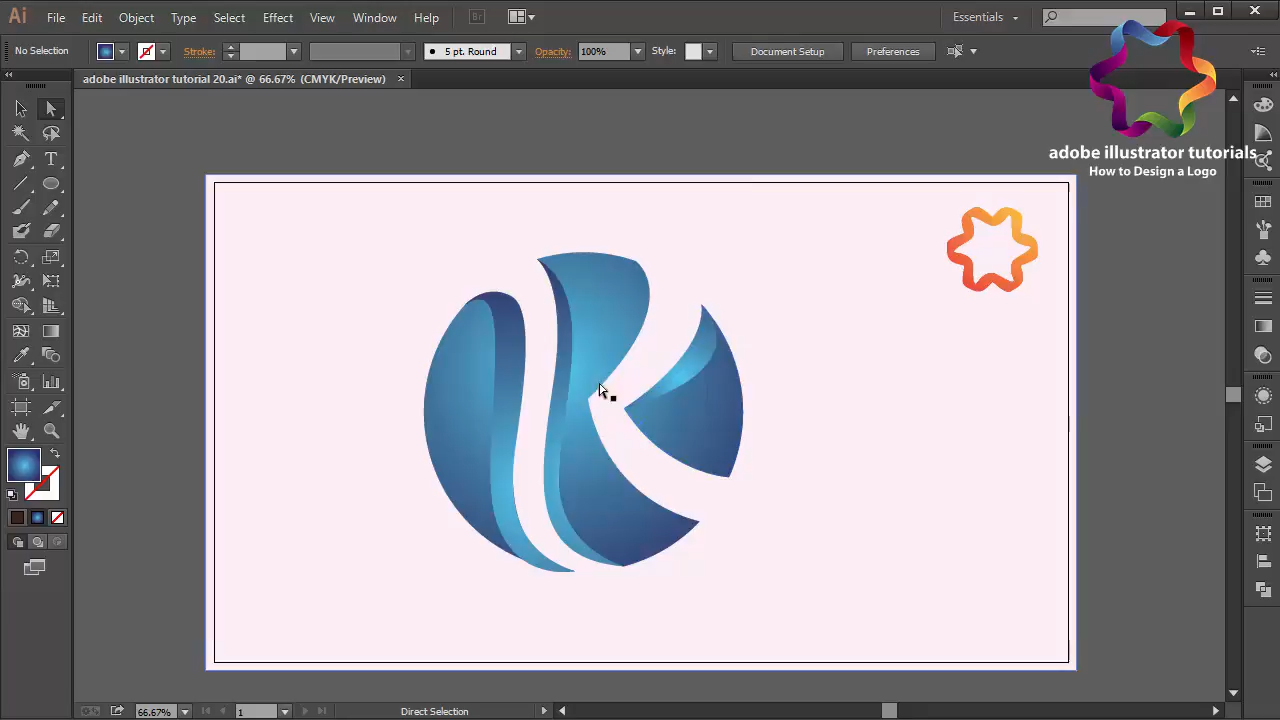 Ai File Edit Object Type Select Effect View Window Help Br Essentials
No Selection Stroke: 5 pt. Round Opacity: 100% Style: Document Setup Preferences
adobe illustrator tutorial 20.ai* @ 66.67% (CMYK/Preview)
adobe illustrator tutorials
How to Design a Logo
66.67% 1 Direct Selection